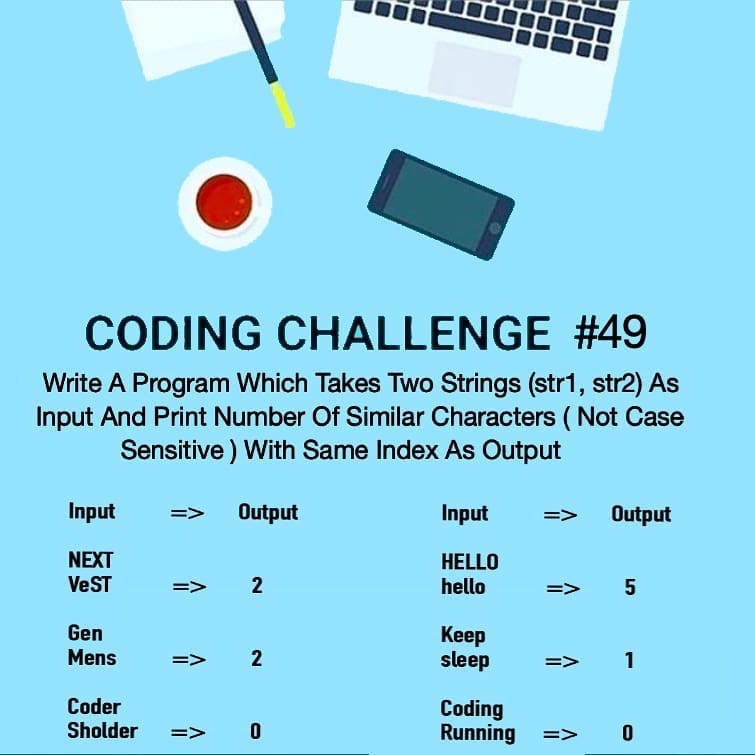 CODING CHALLENGE #49
Write A Program Which Takes Two Strings (str1, str2) As
Input And Print Number Of Similar Characters ( Not Case
Sensitive ) With Same Index As Output
Input => Output
NEXT
VeST => 2
Gen
Mens => 2
Coder
Sholder => 0
Input => Output
HELLO
hello => 5
Keep
sleep => 1
Coding
Running => 0